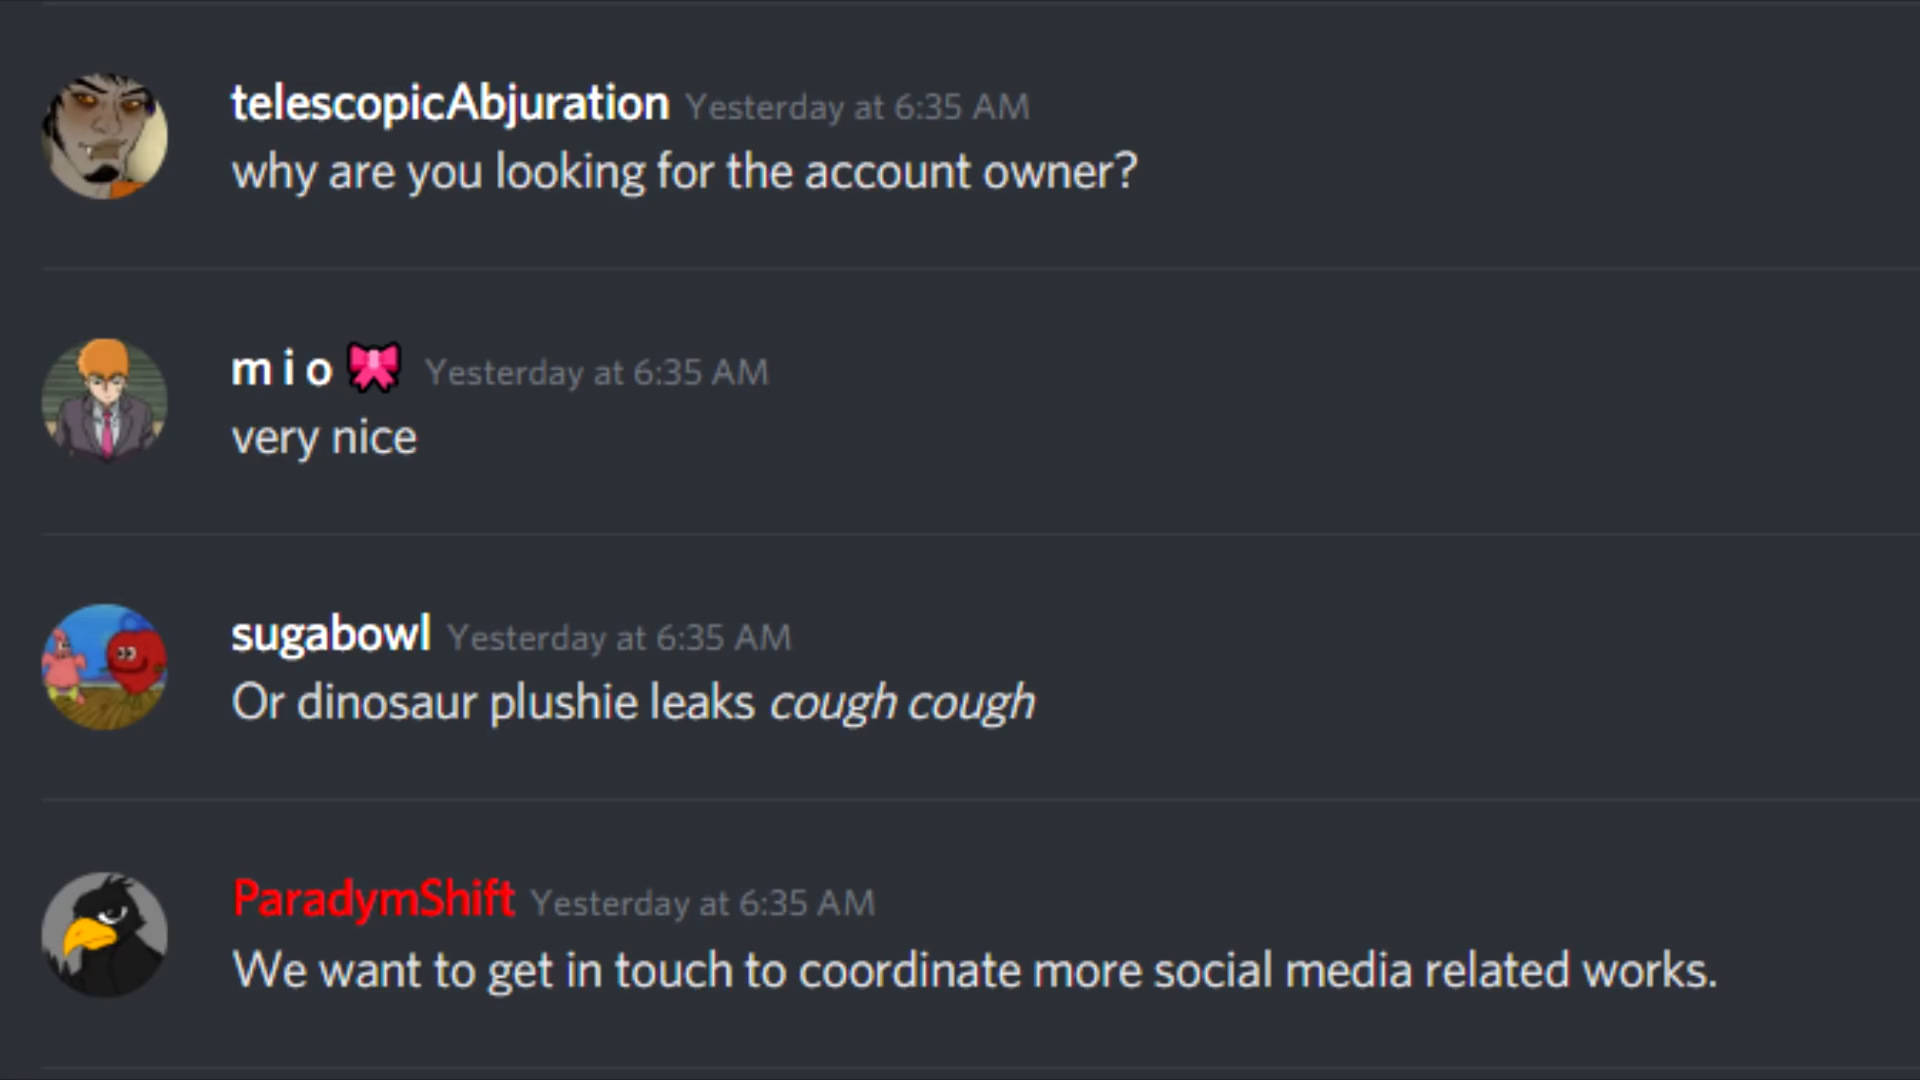 telescopicAbjuration Yesterday at 6:35 AM
why are you looking for the account owner?
m i o 🎀 Yesterday at 6:35 AM
very nice
sugabowl Yesterday at 6:35 AM
Or dinosaur plushie leaks cough cough
ParadymShift Yesterday at 6:35 AM
We want to get in touch to coordinate more social media related works.